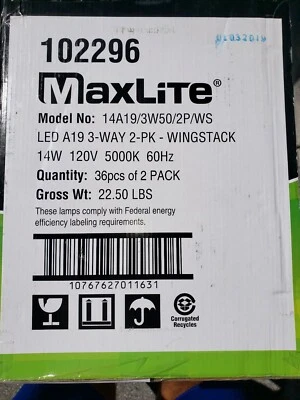 01032019
102296
MAXLITE®
Model No: 14A19/3W50/2P/WS
LED A19 3-WAY 2-PK - WINGSTACK
14W 120V 5000K 60Hz
Quantity: 36pcs of 2 PACK
Gross Wt: 22.50 LBS
These lamps comply with Federal energy
efficiency labeling requirements.
10767627011631
Corrugated
Recycles